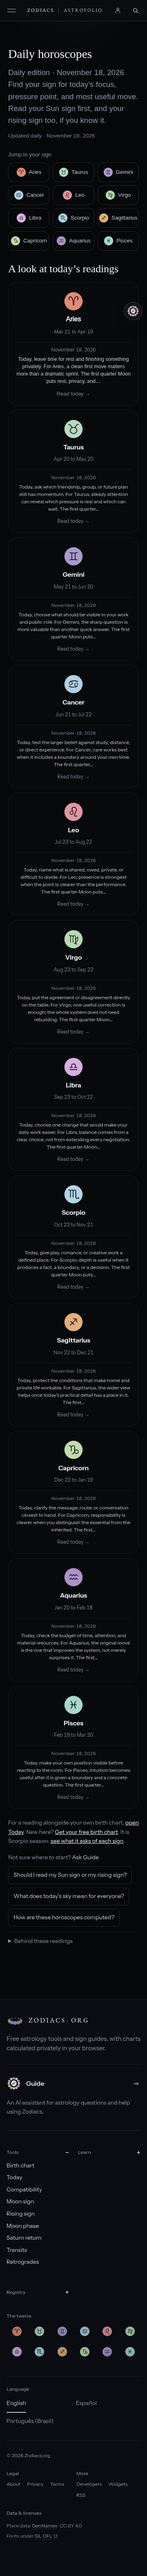 ZODIACS | ASTROFOLIO
Daily horoscopes
Daily edition · November 18, 2026
Find your sign for today's focus,
pressure point, and most useful move.
Read your Sun sign first, and your
rising sign too, if you know it.
Updated daily · November 18, 2026
Jump to your sign
Aries
Taurus
Gemini
Cancer
Leo
Virgo
Libra
Scorpio
Sagittarius
Capricorn
Aquarius
Pisces
A look at today's readings
Aries
Mar 21 to Apr 19
November 18, 2026
Today, leave time for rest and finishing something
privately. For Aries, a clean first move matters
more than a dramatic sprint. The first quarter Moon
puts rest, privacy, and…
Read today →
Taurus
Apr 20 to May 20
November 18, 2026
Today, ask which friendship, group, or future plan
still has momentum. For Taurus, steady attention
can reveal which pressure is real and which can
wait. The first quarter…
Read today →
Gemini
May 21 to Jun 20
November 18, 2026
Today, choose what should be visible in your work
and public role. For Gemini, the sharp question is
more valuable than another quick answer. The first
quarter Moon puts…
Read today →
Cancer
Jun 21 to Jul 22
November 18, 2026
Today, test the larger belief against study, distance,
or direct experience. For Cancer, care works best
when it includes a boundary around your own time.
The first quarter…
Read today →
Leo
Jul 23 to Aug 22
November 18, 2026
Today, name what is shared, owed, private, or
difficult to divide. For Leo, presence is strongest
when the point is clearer than the performance.
The first quarter Moon puts…
Read today →
Virgo
Aug 23 to Sep 22
November 18, 2026
Today, put the agreement or disagreement directly
on the table. For Virgo, one useful correction is
enough; the whole system does not need
rebuilding. The first quarter Moon…
Read today →
Libra
Sep 23 to Oct 22
November 18, 2026
Today, choose the one change that would make your
day more workable. For Libra, balance comes from a
clear choice, not from extending every negotiation.
The first quarter Moon…
Read today →
Scorpio
Oct 23 to Nov 21
November 18, 2026
Today, give play, romance, or creative work a
defined place. For Scorpio, depth is useful when it
produces a fact, a boundary, or a decision. The first
quarter Moon puts…
Read today →
Sagittarius
Nov 22 to Dec 21
November 18, 2026
Today, protect the conditions that make home and
private life workable. For Sagittarius, the wide view
helps once today's practical detail has a place in it.
The first…
Read today →
Capricorn
Dec 22 to Jan 19
November 18, 2026
Today, clarify the message, route, or conversation
closest to hand. For Capricorn, responsibility is
clearer when you distinguish the essential from the
inherited. The first…
Read today →
Aquarius
Jan 20 to Feb 18
November 18, 2026
Today, check the budget of time, attention, and
material resources. For Aquarius, the original move
is the one that improves the system, not merely
surprises it. The first…
Read today →
Pisces
Feb 19 to Mar 20
November 18, 2026
Today, make your own position visible before
reacting to the room. For Pisces, intuition becomes
useful after it is given a boundary and a concrete
question. The first quarter…
Read today →
For a reading alongside your own birth chart, open
Today. New here? Get your free birth chart. It is
Scorpio season: see what it asks of each sign.
Not sure where to start? Ask Guide
Should I read my Sun sign or my rising sign?
What does today's sky mean for everyone?
How are these horoscopes computed?
▶ Behind these readings
ZODIACS · ORG
Free astrology tools and sign guides, with charts
calculated privately in your browser.
Guide →
An AI assistant for astrology questions and help
using Zodiacs.
Tools −
Learn +
Birth chart
Today
Compatibility
Moon sign
Rising sign
Moon phase
Saturn return
Transits
Retrogrades
Registry +
The twelve
Language
English
Español
Português (Brasil)
© 2026 Zodiacs.org
Legal
About Privacy Terms
More
Developers Widgets
RSS
Data & licenses
Place data: GeoNames · CC BY 4.0
Fonts under SIL OFL 1.1